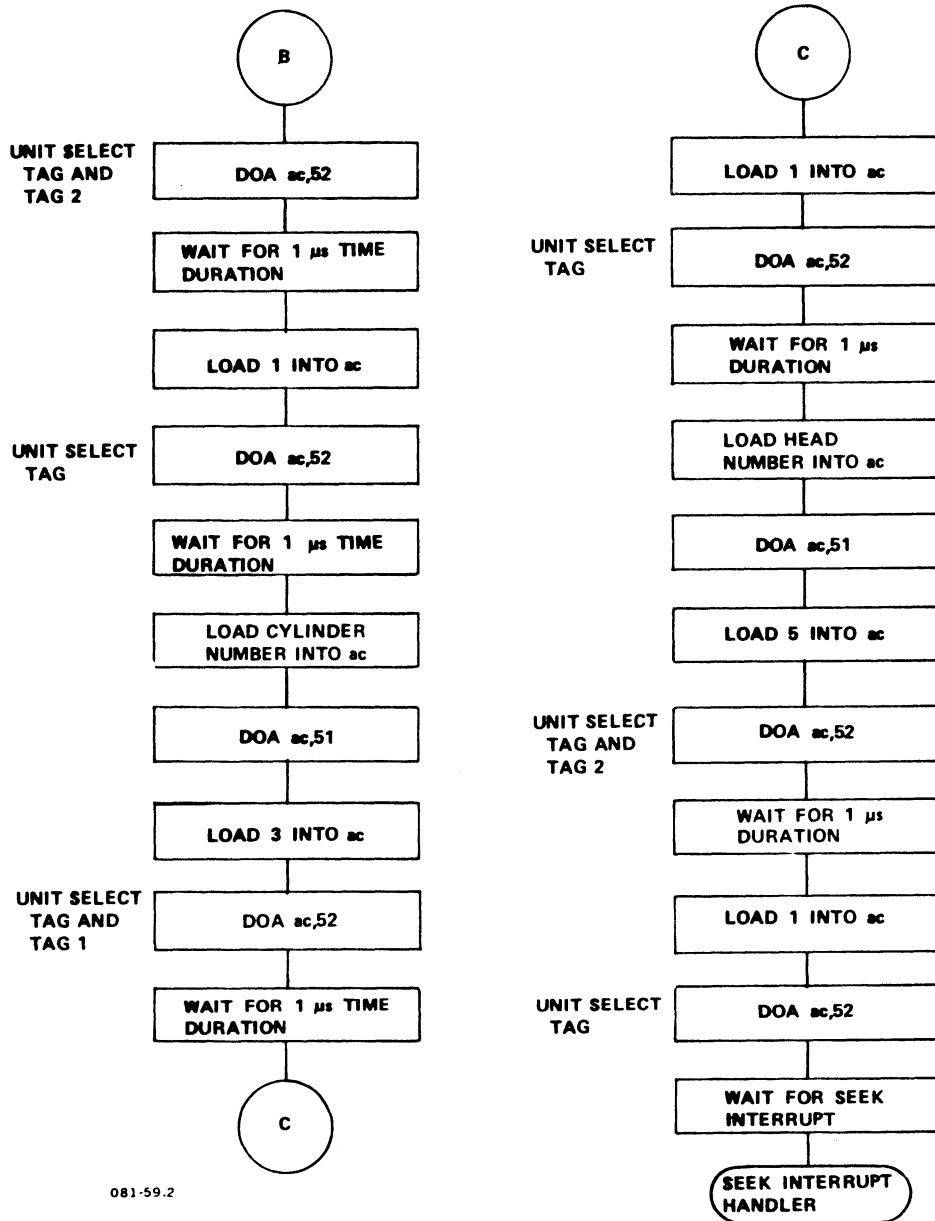 B
UNIT SELECT
TAG AND
TAG 2
DOA ac,52
WAIT FOR 1 µs TIME
DURATION
LOAD 1 INTO ac
UNIT SELECT
TAG
DOA ac,52
WAIT FOR 1 µs TIME
DURATION
LOAD CYLINDER
NUMBER INTO ac
DOA ac,51
LOAD 3 INTO ac
UNIT SELECT
TAG AND
TAG 1
DOA ac,52
WAIT FOR 1 µs TIME
DURATION
C
081-59.2
C
LOAD 1 INTO ac
UNIT SELECT
TAG
DOA ac,52
WAIT FOR 1 µs
DURATION
LOAD HEAD
NUMBER INTO ac
DOA ac,51
LOAD 5 INTO ac
UNIT SELECT
TAG AND
TAG 2
DOA ac,52
WAIT FOR 1 µs
DURATION
LOAD 1 INTO ac
UNIT SELECT
TAG
DOA ac,52
WAIT FOR SEEK
INTERRUPT
SEEK INTERRUPT
HANDLER